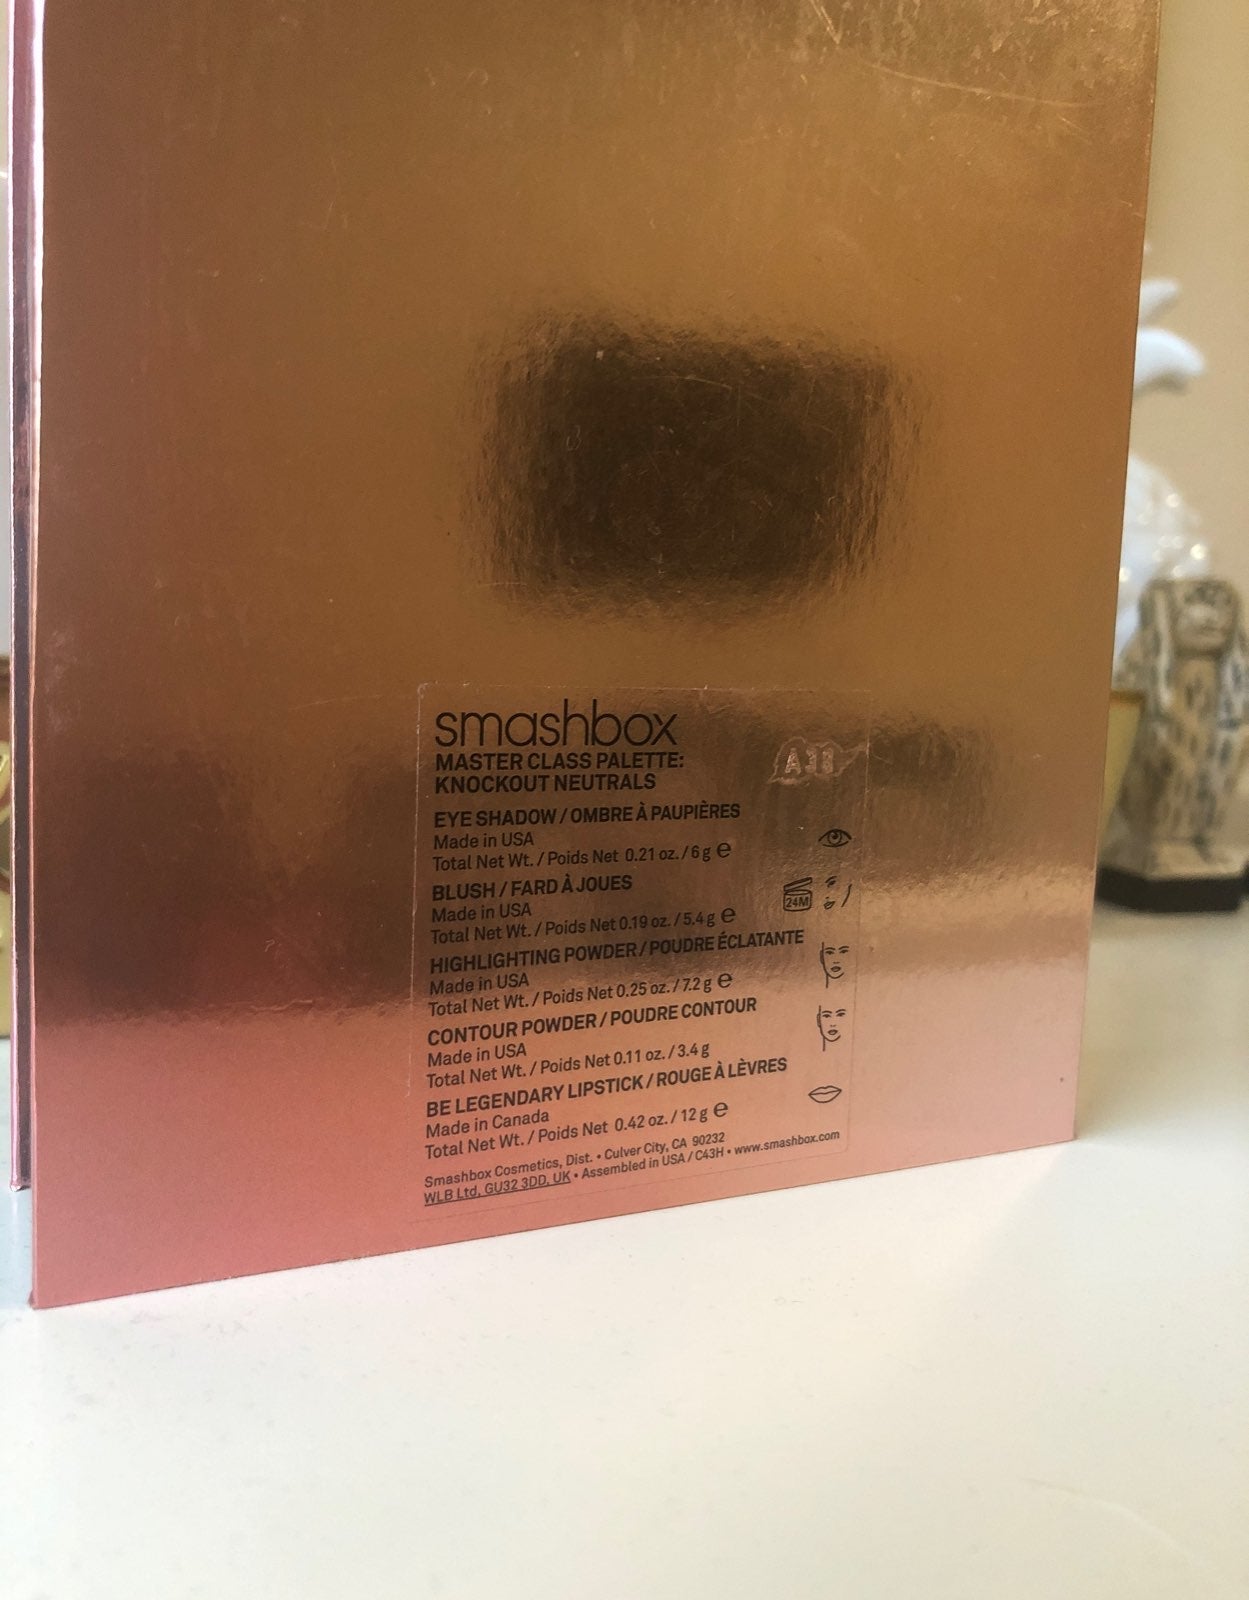 smashbox
MASTER CLASS PALETTE:
KNOCKOUT NEUTRALS
EYE SHADOW / OMBRE À PAUPIÈRES
Made in USA
Total Net Wt. / Poids Net 0.21 oz. / 6 g ℮
BLUSH / FARD À JOUES
Made in USA
24M
Total Net Wt. / Poids Net 0.19 oz. / 5.4 g ℮
HIGHLIGHTING POWDER / POUDRE ÉCLATANTE
Made in USA
Total Net Wt. / Poids Net 0.25 oz. / 7.2 g ℮
CONTOUR POWDER / POUDRE CONTOUR
Made in USA
Total Net Wt. / Poids Net 0.11 oz. / 3.4 g
BE LEGENDARY LIPSTICK / ROUGE À LÈVRES
Made in Canada
Total Net Wt. / Poids Net 0.42 oz. / 12 g ℮
Smashbox Cosmetics, Dist. • Culver City, CA 90232
WLB Ltd, GU32 3DD, UK • Assembled in USA / C43H • www.smashbox.com